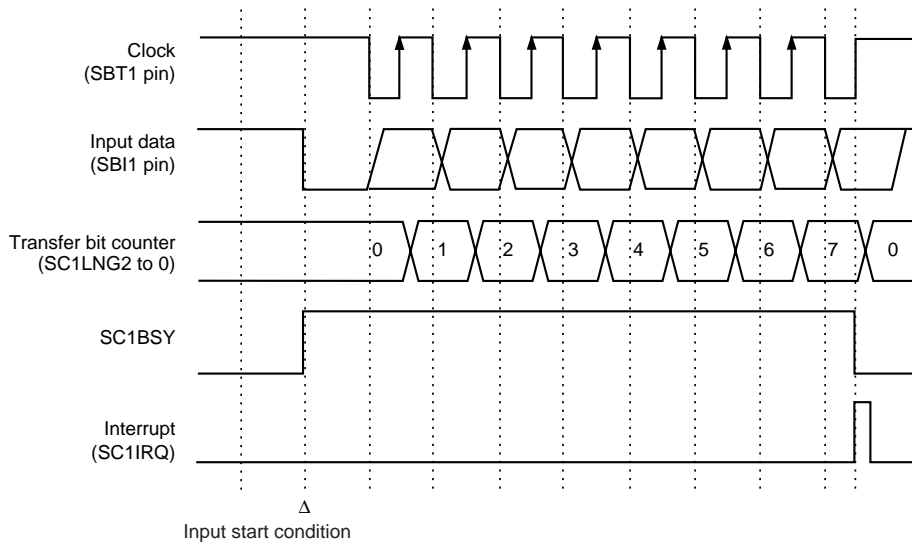 Clock
(SBT1 pin)
Input data
(SBI1 pin)
Transfer bit counter
(SC1LNG2 to 0)
0 1 2 3 4 5 6 7 0
SC1BSY
Interrupt
(SC1IRQ)
Δ
Input start condition